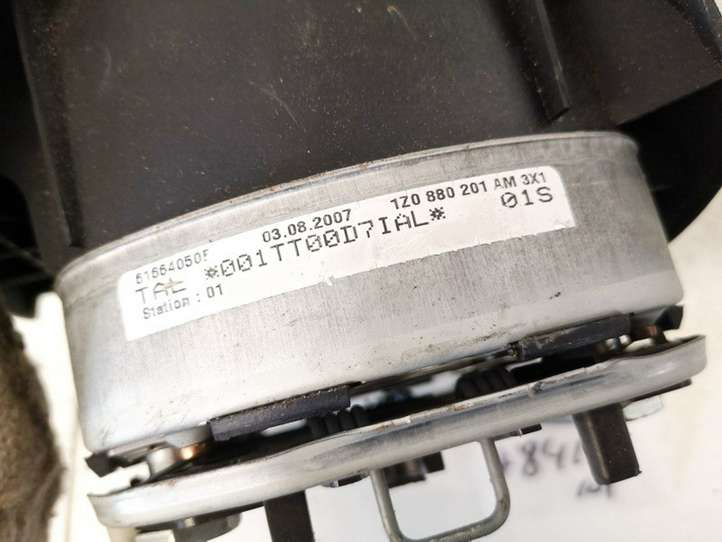 61564050F 03.08.2007 1Z0 880 201 AM 3X1
TAL *001TT00D7IAL* 01S
Station : 01